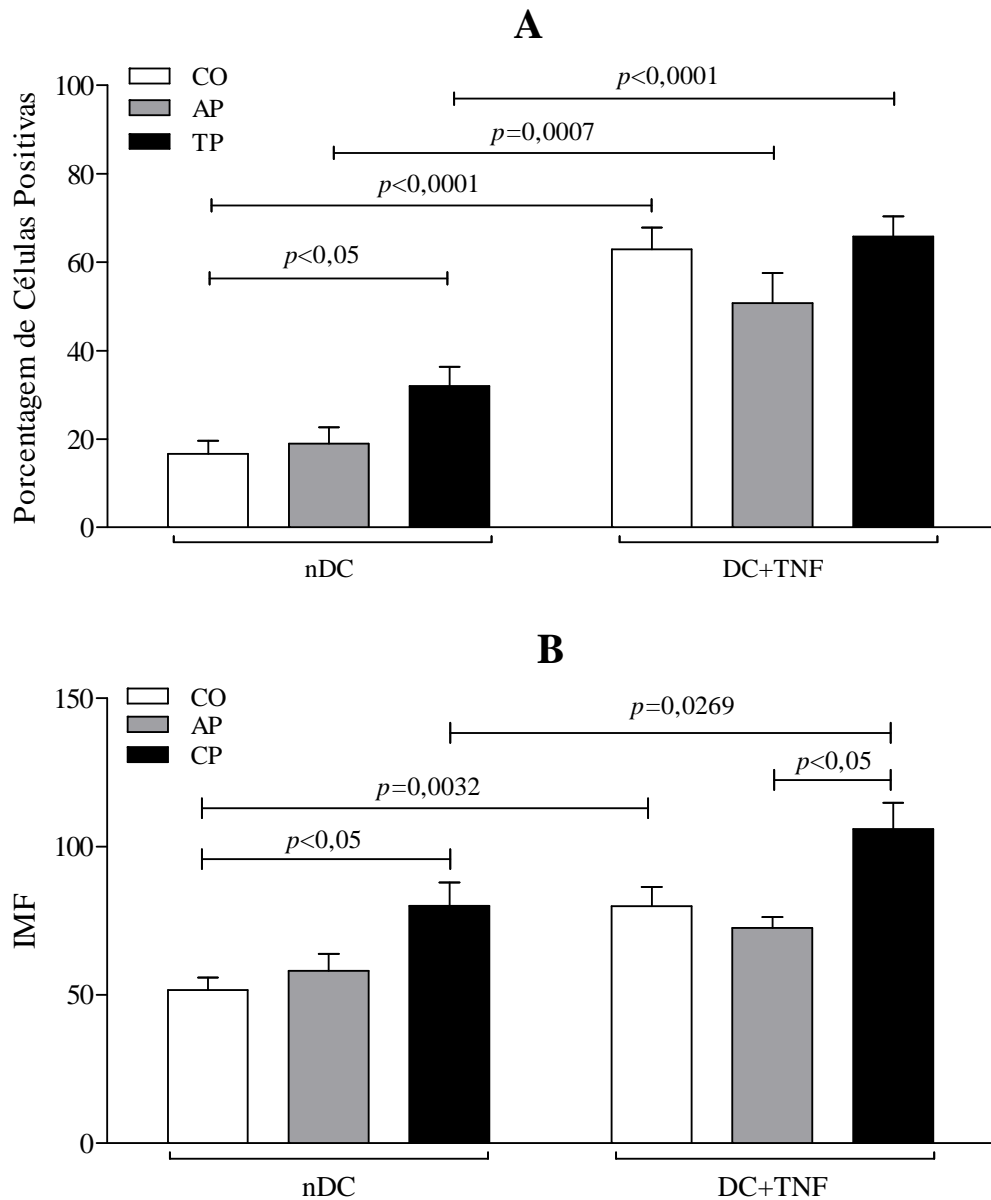 A
CO
AP
TP
Porcentagem de Células Positivas
100
80
60
40
20
0
p<0,0001
p=0,0007
p<0,0001
p<0,05
nDC
DC+TNF
B
CO
AP
CP
IMF
150
100
50
0
p=0,0269
p<0,05
p=0,0032
p<0,05
nDC
DC+TNF